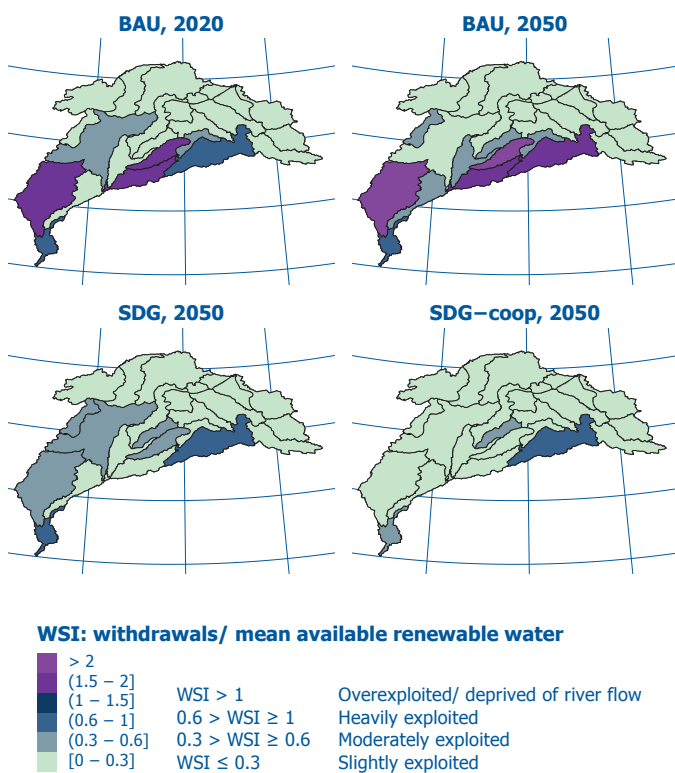 BAU, 2020
BAU, 2050
SDG, 2050
SDG−coop, 2050
WSI: withdrawals/ mean available renewable water
> 2
(1.5 − 2]
(1 − 1.5]
(0.6 − 1]
(0.3 − 0.6]
[0 − 0.3]
WSI > 1 Overexploited/ deprived of river flow
0.6 > WSI ≥ 1 Heavily exploited
0.3 > WSI ≥ 0.6 Moderately exploited
WSI ≤ 0.3 Slightly exploited